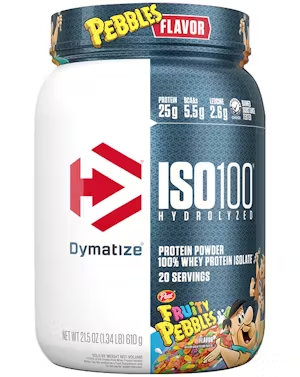 PEBBLES FLAVOR
PROTEIN BCAAs LEUCINE
25g 5.5g 2.6g
ISO100
HYDROLYZED
Dymatize®
PROTEIN POWDER
100% WHEY PROTEIN ISOLATE
20 SERVINGS
Post
FRUITY
PEBBLES
FLAVOR
NET WT 21.5 OZ (1.34 LB) 610 g